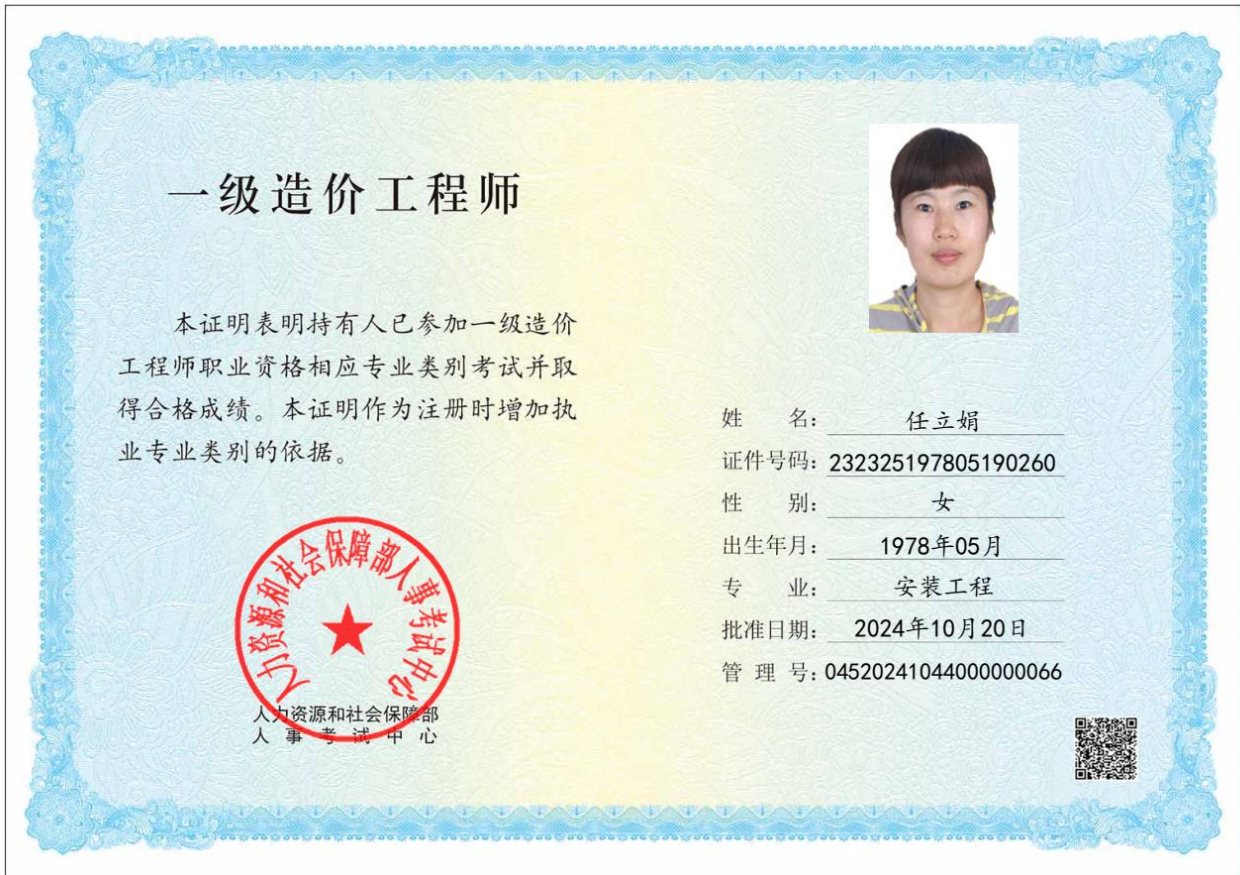 一级造价工程师
本证明表明持有人已参加一级造价
工程师职业资格相应专业类别考试并取
得合格成绩。本证明作为注册时增加执
业专业类别的依据。
人力资源和社会保障部人事考试中心
人力资源和社会保障部
人事考试中心
姓名：任立娟
证件号码：232325197805190260
性别：女
出生年月：1978年05月
专业：安装工程
批准日期：2024年10月20日
管理号：04520241044000000066